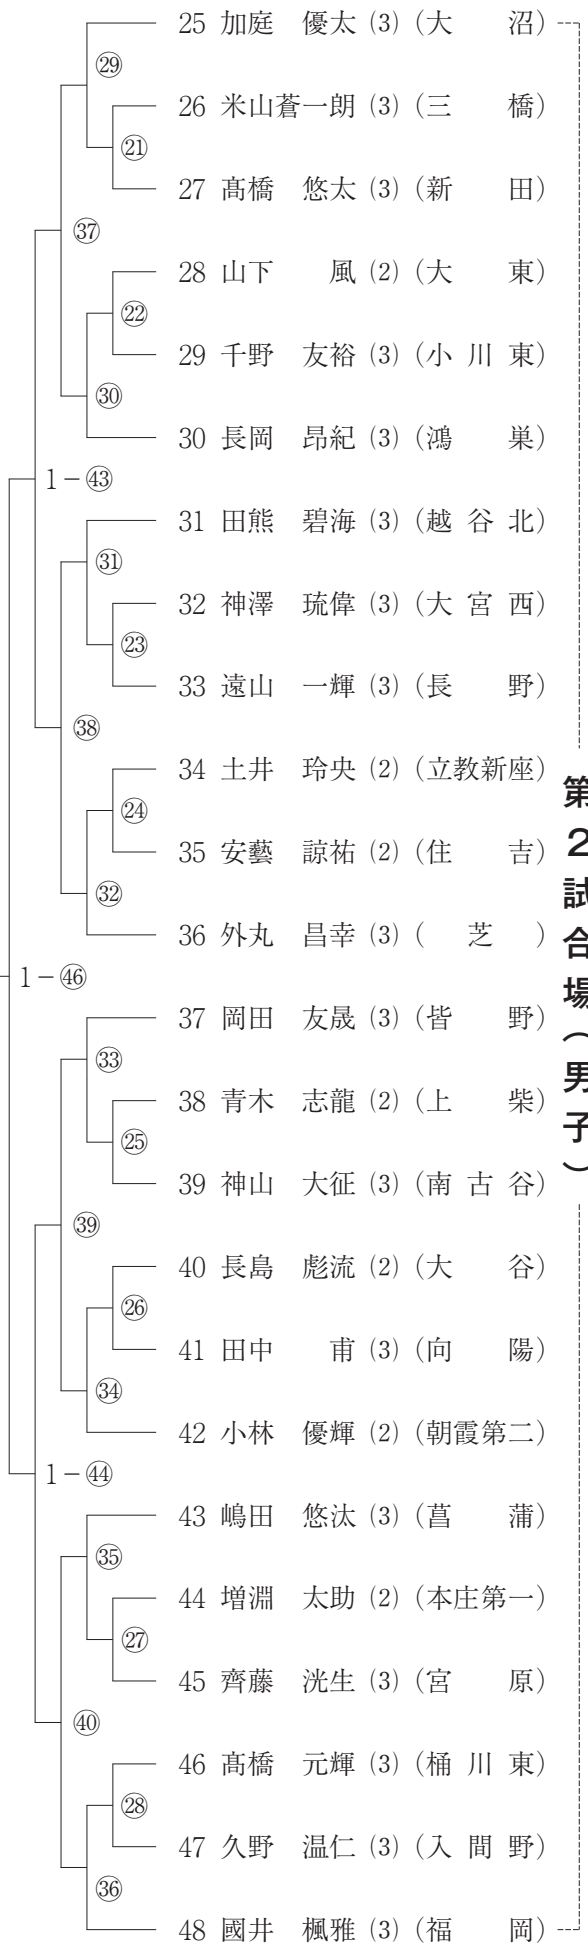 25 加庭　優太 (3) (大　沼)
㉙
26 米山蒼一朗 (3) (三　橋)
㉑
27 髙橋　悠太 (3) (新　田)
㊲
28 山下　風 (2) (大　東)
㉒
29 千野　友裕 (3) (小川東)
㉚
30 長岡　昂紀 (3) (鴻　巣)
1－㊸
31 田熊　碧海 (3) (越谷北)
㉛
32 神澤　琉偉 (3) (大宮西)
㉓
33 遠山　一輝 (3) (長　野)
㊳
34 土井　玲央 (2) (立教新座)
㉔
35 安藝　諒祐 (2) (住　吉)
㉜
36 外丸　昌幸 (3) (　芝　)
1－㊻
37 岡田　友晟 (3) (皆　野)
㉝
38 青木　志龍 (2) (上　柴)
㉕
39 神山　大征 (3) (南古谷)
㊴
40 長島　彪流 (2) (大　谷)
㉖
41 田中　甫 (3) (向　陽)
㉞
42 小林　優輝 (2) (朝霞第二)
1－㊹
43 嶋田　悠汰 (3) (菖　蒲)
㉟
44 増淵　太助 (2) (本庄第一)
㉗
45 齊藤　洸生 (3) (宮　原)
㊵
46 髙橋　元輝 (3) (桶川東)
㉘
47 久野　温仁 (3) (入間野)
㊱
48 國井　楓雅 (3) (福　岡)
第２試合場（男子）